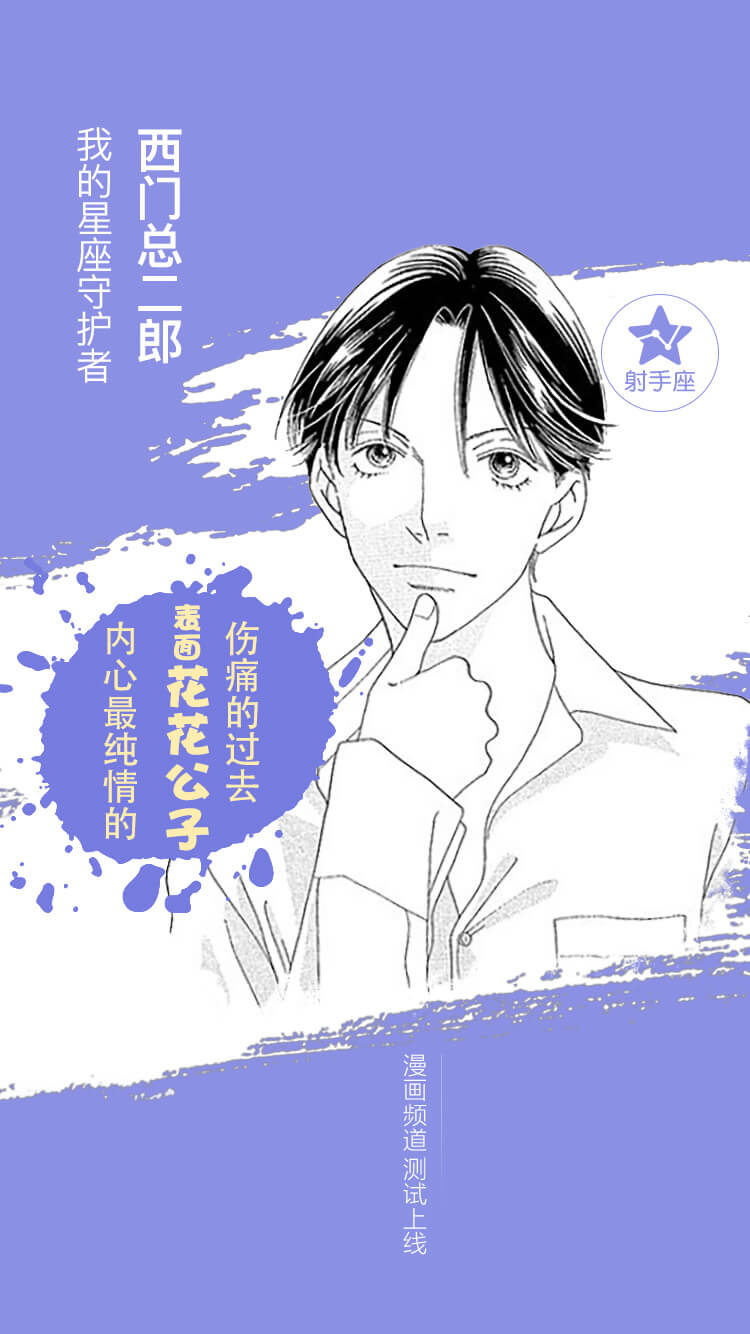 西门总二郎
我的星座守护者
射手座
伤痛的过去
表面花花公子
内心最纯情的
漫画频道 测试上线